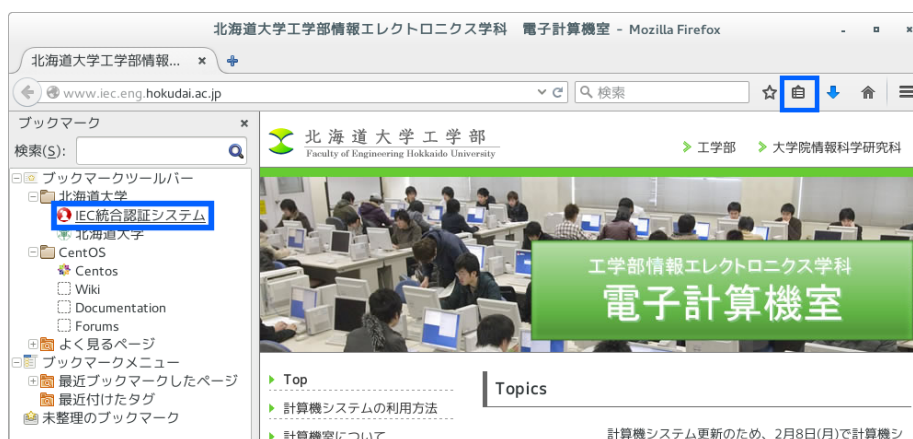 北海道大学工学部情報エレクトロニクス学科　電子計算機室 - Mozilla Firefox
北海道大学工学部情報...
www.iec.eng.hokudai.ac.jp
検索
ブックマーク
検索(S):
ブックマークツールバー
北海道大学
IEC統合認証システム
北海道大学
CentOS
Centos
Wiki
Documentation
Forums
よく見るページ
ブックマークメニュー
最近ブックマークしたページ
最近付けたタグ
未整理のブックマーク
北海道大学工学部
Faculty of Engineering Hokkaido University
工学部
大学院情報科学研究科
工学部情報エレクトロニクス学科
電子計算機室
Top
計算機システムの利用方法
計算機室について
Topics
計算機システム更新のため、2月8日(月)で計算機シ